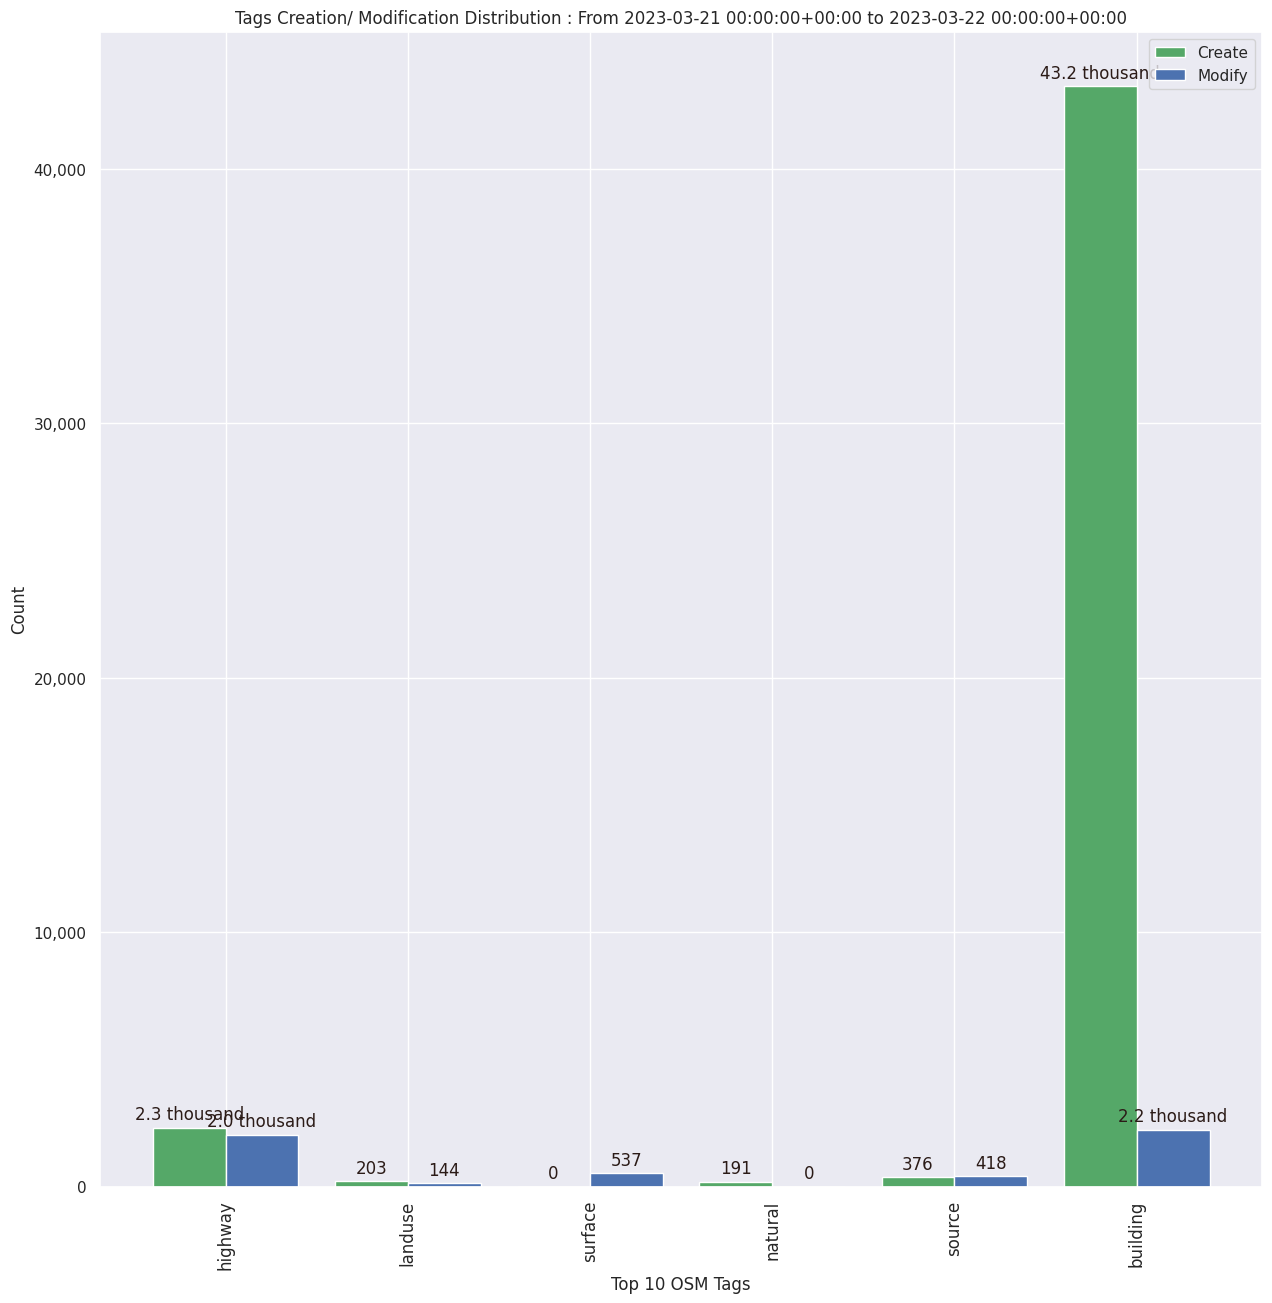 Tags Creation/ Modification Distribution : From 2023-03-21 00:00:00+00:00 to 2023-03-22 00:00:00+00:00
Create
Modify
43.2 thousand
40,000
30,000
20,000
10,000
0
Count
2.3 thousand
2.0 thousand
203
144
0
537
191
0
376
418
2.2 thousand
highway
landuse
surface
natural
source
building
Top 10 OSM Tags